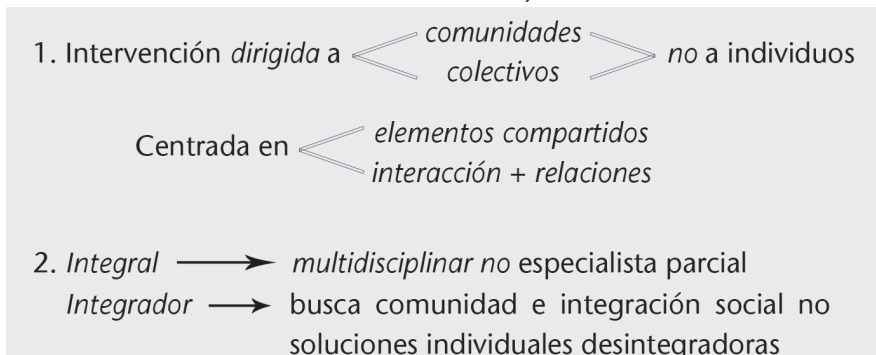 1. Intervención dirigida a comunidades colectivos no a individuos
Centrada en elementos compartidos interacción + relaciones
2. Integral multidisciplinar no especialista parcial
Integrador busca comunidad e integración social no
soluciones individuales desintegradoras